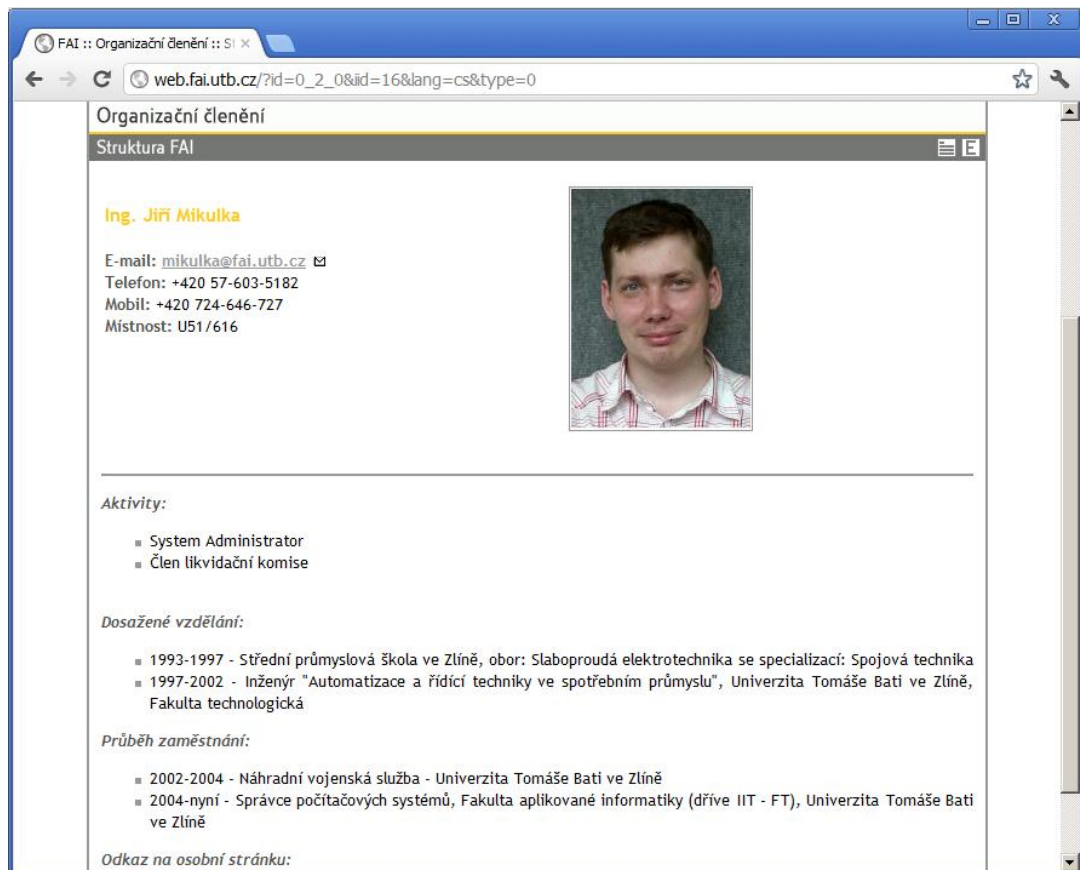 FAI :: Organizační členění ::
web.fai.utb.cz/?id=0_2_0&iid=16&lang=cs&type=0
Organizační členění
Struktura FAI
E
Ing. Jiří Mikulka
E-mail: mikulka@fai.utb.cz
Telefon: +420 57-603-5182
Mobil: +420 724-646-727
Místnost: U51/616
Aktivity:
System Administrator
Člen likvidační komise
Dosažené vzdělání:
1993-1997 - Střední průmyslová škola ve Zlíně, obor: Slaboproudá elektrotechnika se specializací: Spojová technika
1997-2002 - Inženýr "Automatizace a řídící techniky ve spotřebním průmyslu", Univerzita Tomáše Bati ve Zlíně,
Fakulta technologická
Průběh zaměstnání:
2002-2004 - Náhradní vojenská služba - Univerzita Tomáše Bati ve Zlíně
2004-nyní - Správce počítačových systémů, Fakulta aplikované informatiky (dříve IIT - FT), Univerzita Tomáše Bati
ve Zlíně
Odkaz na osobní stránku: